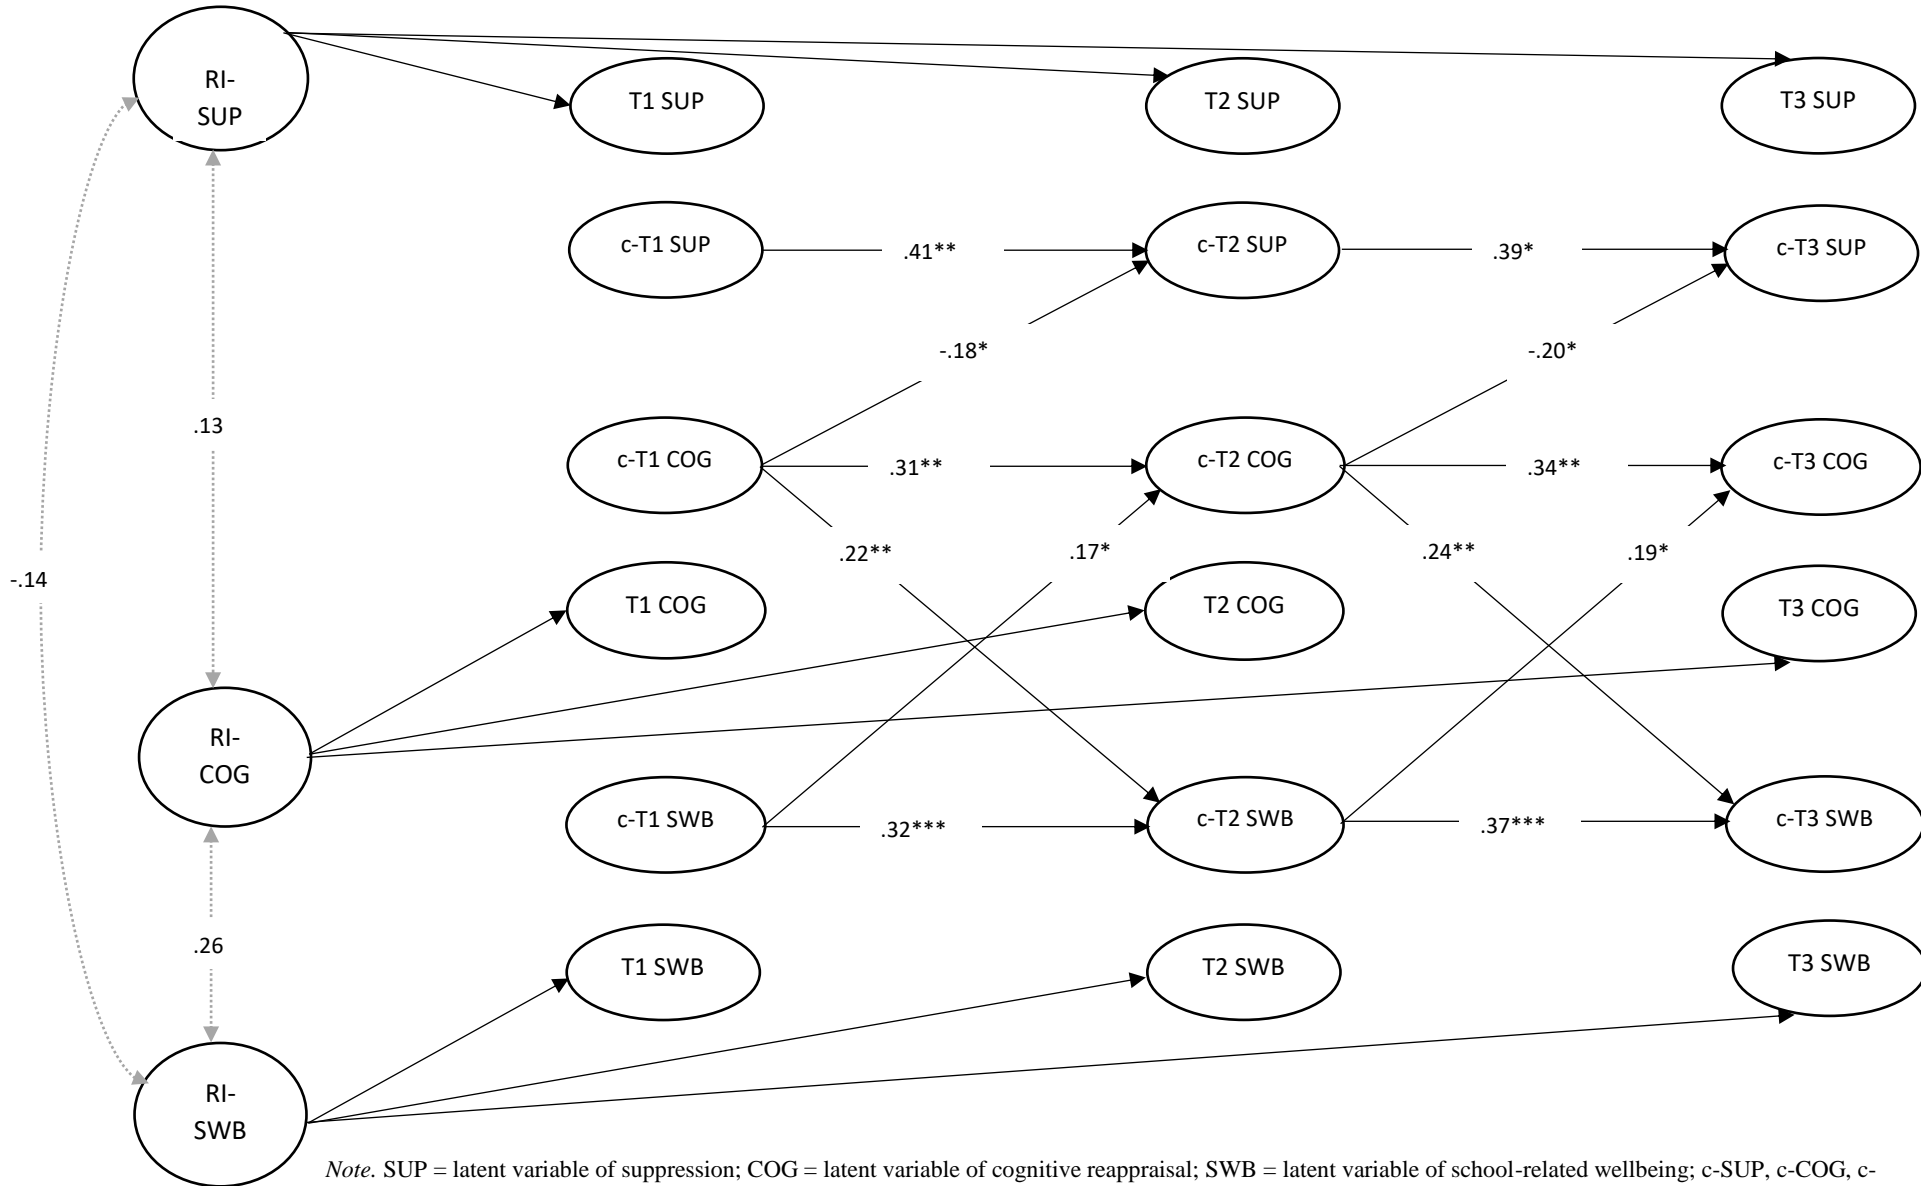 RI-
SUP
T1 SUP
T2 SUP
T3 SUP
c-T1 SUP
.41**
c-T2 SUP
.39*
c-T3 SUP
-.18*
-.20*
.13
c-T1 COG
.31**
c-T2 COG
.34**
c-T3 COG
.22**
.17*
.24**
.19*
-.14
T1 COG
T2 COG
T3 COG
RI-
COG
c-T1 SWB
.32***
c-T2 SWB
.37***
c-T3 SWB
.26
T1 SWB
T2 SWB
T3 SWB
RI-
SWB
Note. SUP = latent variable of suppression; COG = latent variable of cognitive reappraisal; SWB = latent variable of school-related wellbeing; c-SUP, c-COG, c-